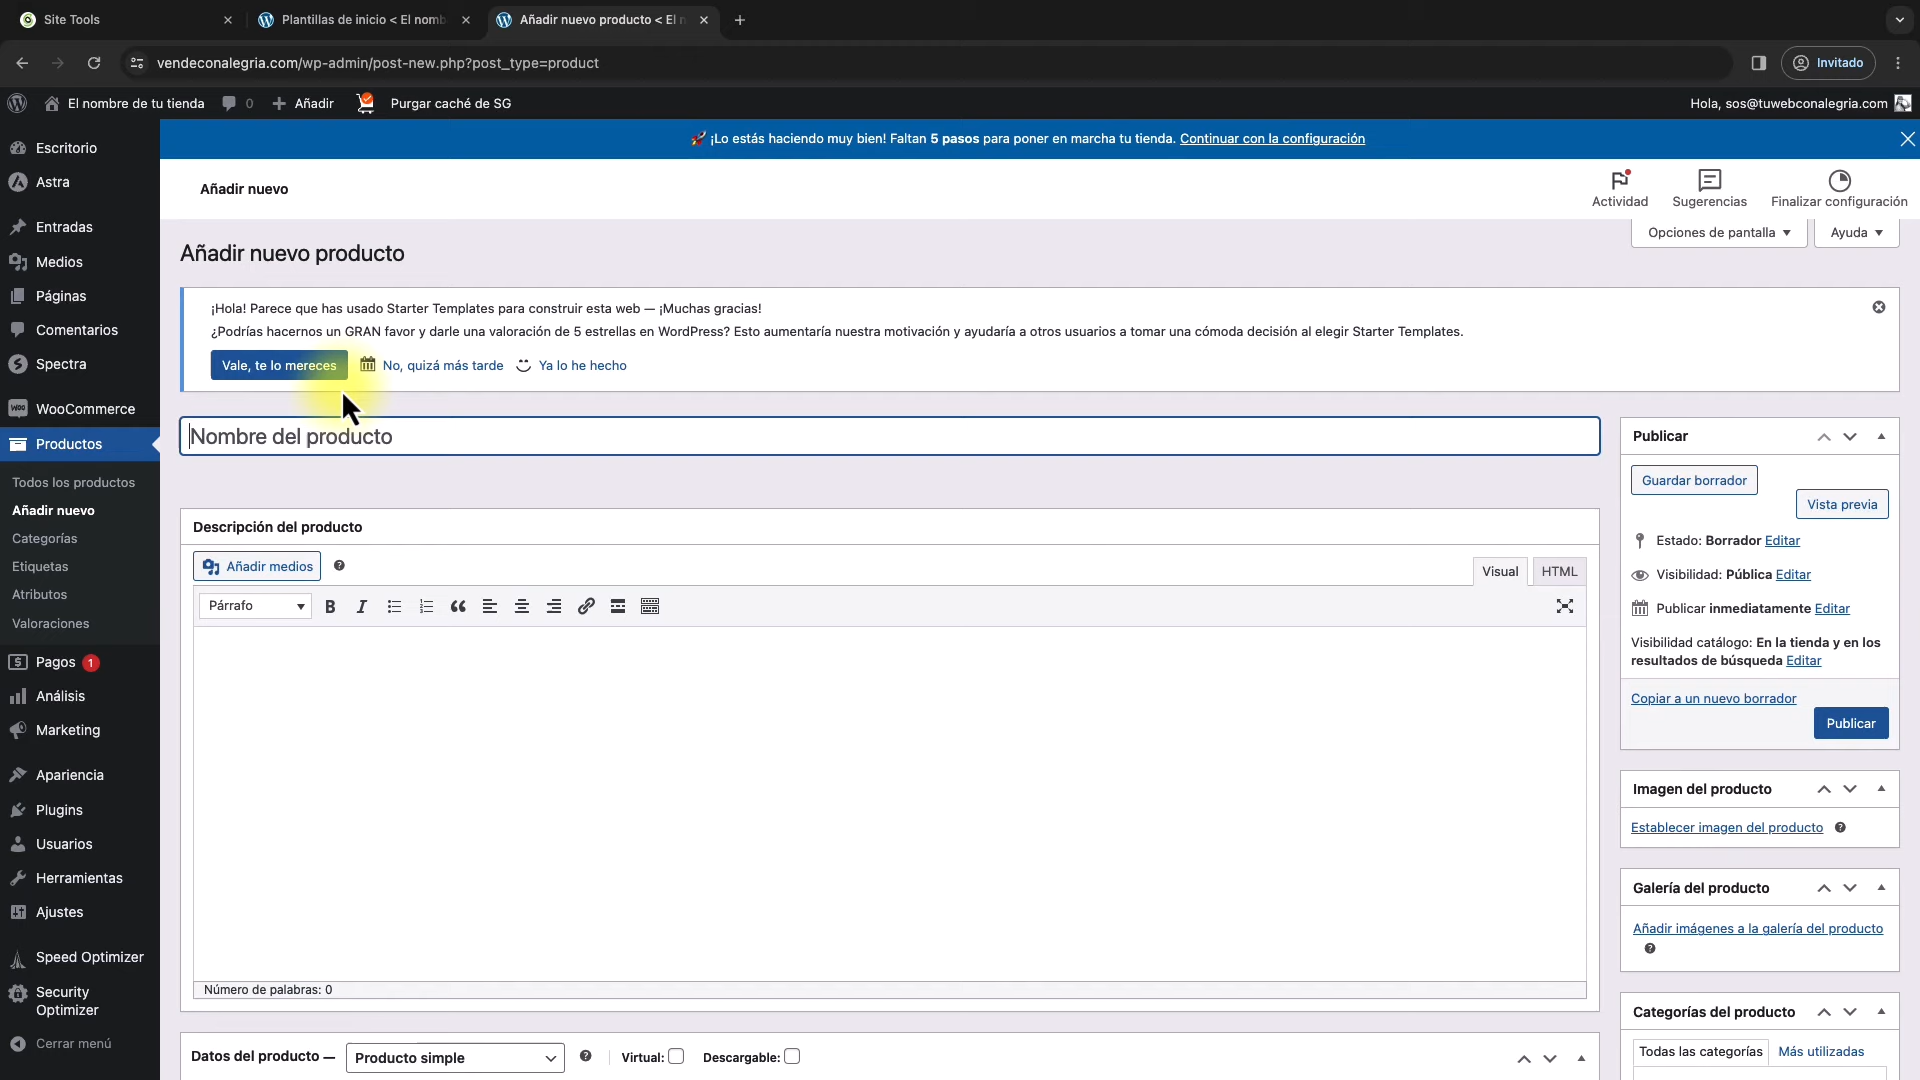 Site Tools
Plantillas de inicio < El nomb
Añadir nuevo producto < El n
vendeconalegria.com/wp-admin/post-new.php?post_type=product
Invitado
El nombre de tu tienda
0
Añadir
Purgar caché de SG
Hola, sos@tuwebconalegria.com
¡Lo estás haciendo muy bien! Faltan 5 pasos para poner en marcha tu tienda. Continuar con la configuración
Escritorio
Astra
Entradas
Medios
Páginas
Comentarios
Spectra
WooCommerce
Productos
Todos los productos
Añadir nuevo
Categorías
Etiquetas
Atributos
Valoraciones
Pagos 1
Análisis
Marketing
Apariencia
Plugins
Usuarios
Herramientas
Ajustes
Speed Optimizer
Security
Optimizer
Cerrar menú
Añadir nuevo
Actividad
Sugerencias
Finalizar configuración
Opciones de pantalla
Ayuda
Añadir nuevo producto
¡Hola! Parece que has usado Starter Templates para construir esta web — ¡Muchas gracias!
¿Podrías hacernos un GRAN favor y darle una valoración de 5 estrellas en WordPress? Esto aumentaría nuestra motivación y ayudaría a otros usuarios a tomar una cómoda decisión al elegir Starter Templates.
Vale, te lo mereces
No, quizá más tarde
Ya lo he hecho
Nombre del producto
Descripción del producto
Añadir medios
Visual
HTML
Párrafo
Número de palabras: 0
Datos del producto —
Producto simple
Virtual:
Descargable:
Publicar
Guardar borrador
Vista previa
Estado: Borrador Editar
Visibilidad: Pública Editar
Publicar inmediatamente Editar
Visibilidad catálogo: En la tienda y en los
resultados de búsqueda Editar
Copiar a un nuevo borrador
Publicar
Imagen del producto
Establecer imagen del producto
Galería del producto
Añadir imágenes a la galería del producto
Categorías del producto
Todas las categorías
Más utilizadas